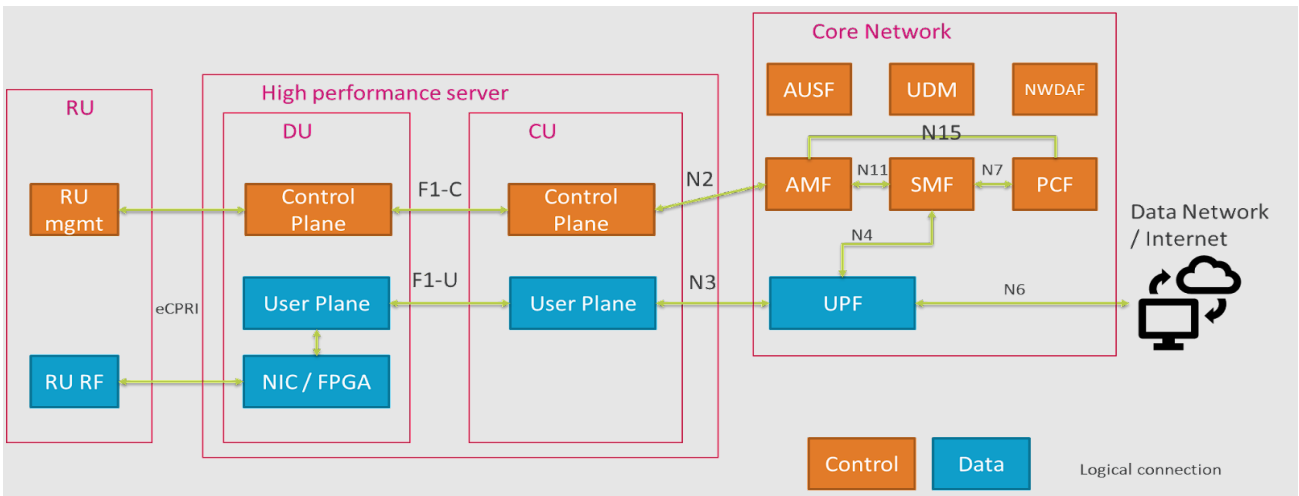 Core Network
AUSF
UDM
NWDAF
High performance server
RU
DU
CU
N15
N2
AMF
N11
SMF
N7
PCF
RU
mgmt
Control
Plane
F1-C
Control
Plane
Data Network
/ Internet
N4
eCPRI
User Plane
F1-U
User Plane
N3
UPF
N6
RU RF
NIC / FPGA
Control
Data
Logical connection